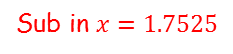 Sub in x = 1.7525